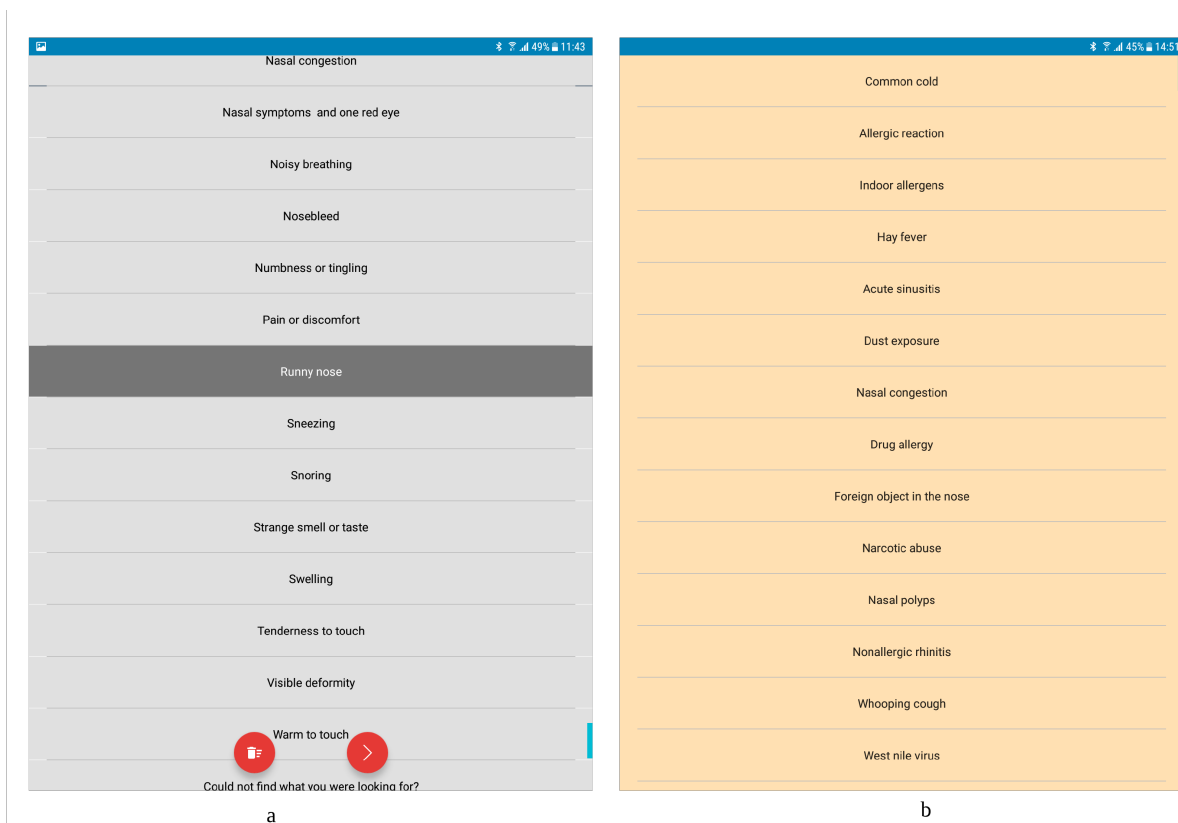 49% 11:43
Nasal congestion
Nasal symptoms and one red eye
Noisy breathing
Nosebleed
Numbness or tingling
Pain or discomfort
Runny nose
Sneezing
Snoring
Strange smell or taste
Swelling
Tenderness to touch
Visible deformity
Warm to touch
Could not find what you were looking for?
a
45% 14:51
Common cold
Allergic reaction
Indoor allergens
Hay fever
Acute sinusitis
Dust exposure
Nasal congestion
Drug allergy
Foreign object in the nose
Narcotic abuse
Nasal polyps
Nonallergic rhinitis
Whooping cough
West nile virus
b